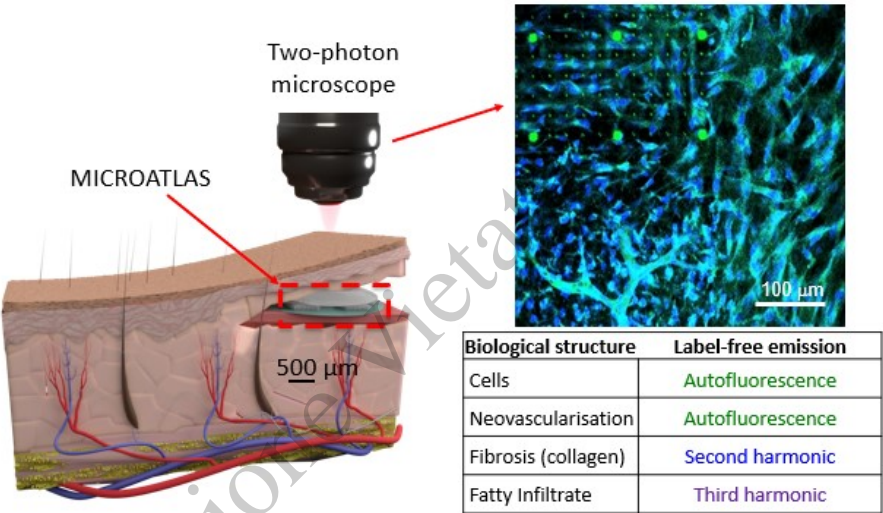 Two-photon
microscope
MICROATLAS
500 μm
100 μm
Biological structure Label-free emission
Cells Autofluorescence
Neovascularisation Autofluorescence
Fibrosis (collagen) Second harmonic
Fatty Infiltrate Third harmonic